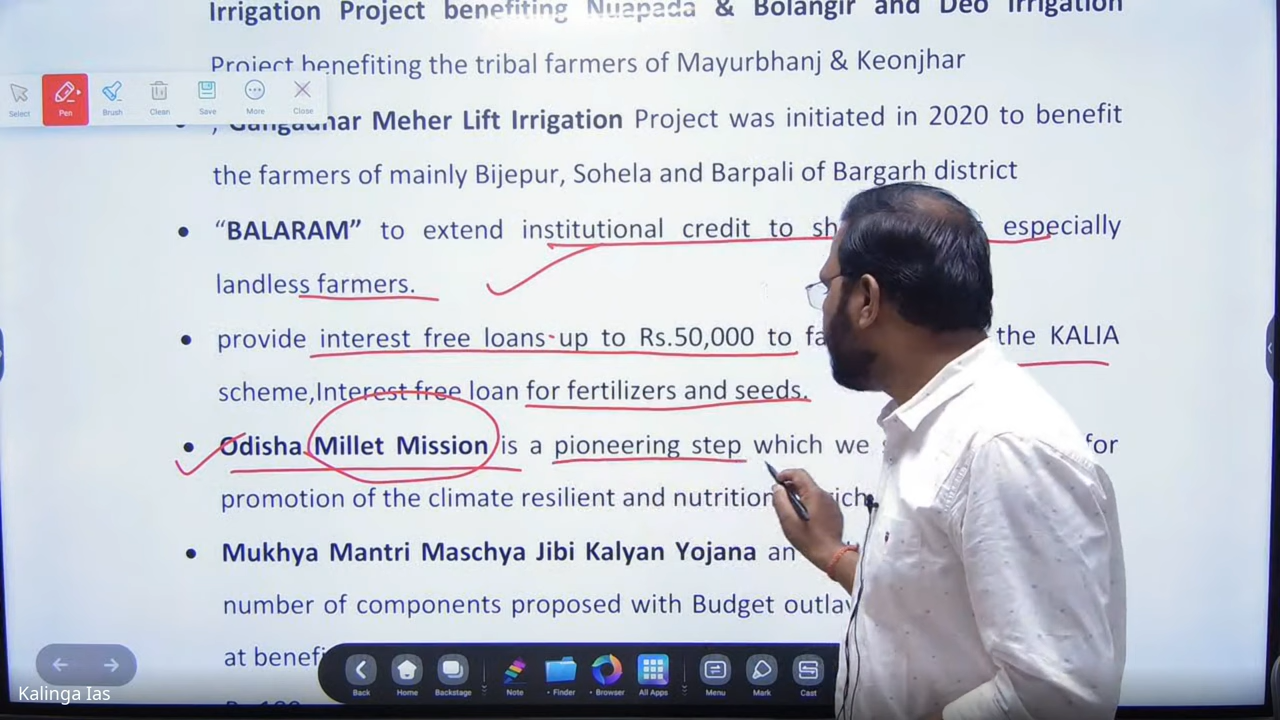 Irrigation Project benefiting Nuapada & Bolangir and Deo Irrigation
Project benefiting the tribal farmers of Mayurbhanj & Keonjhar
, Gangadhar Meher Lift Irrigation Project was initiated in 2020 to benefit
the farmers of mainly Bijepur, Sohela and Barpali of Bargarh district
• “BALARAM” to extend institutional credit to sh especially
landless farmers.
• provide interest free loans up to Rs.50,000 to fa the KALIA
scheme,Interest free loan for fertilizers and seeds.
• Odisha Millet Mission is a pioneering step which we for
promotion of the climate resilient and nutrition rich
• Mukhya Mantri Maschya Jibi Kalyan Yojana an
number of components proposed with Budget outla
at benefi
Select Pen Brush Clean Save More Close
Back Home Backstage Note Finder Browser All Apps Menu Mark Cast
Kalinga Ias